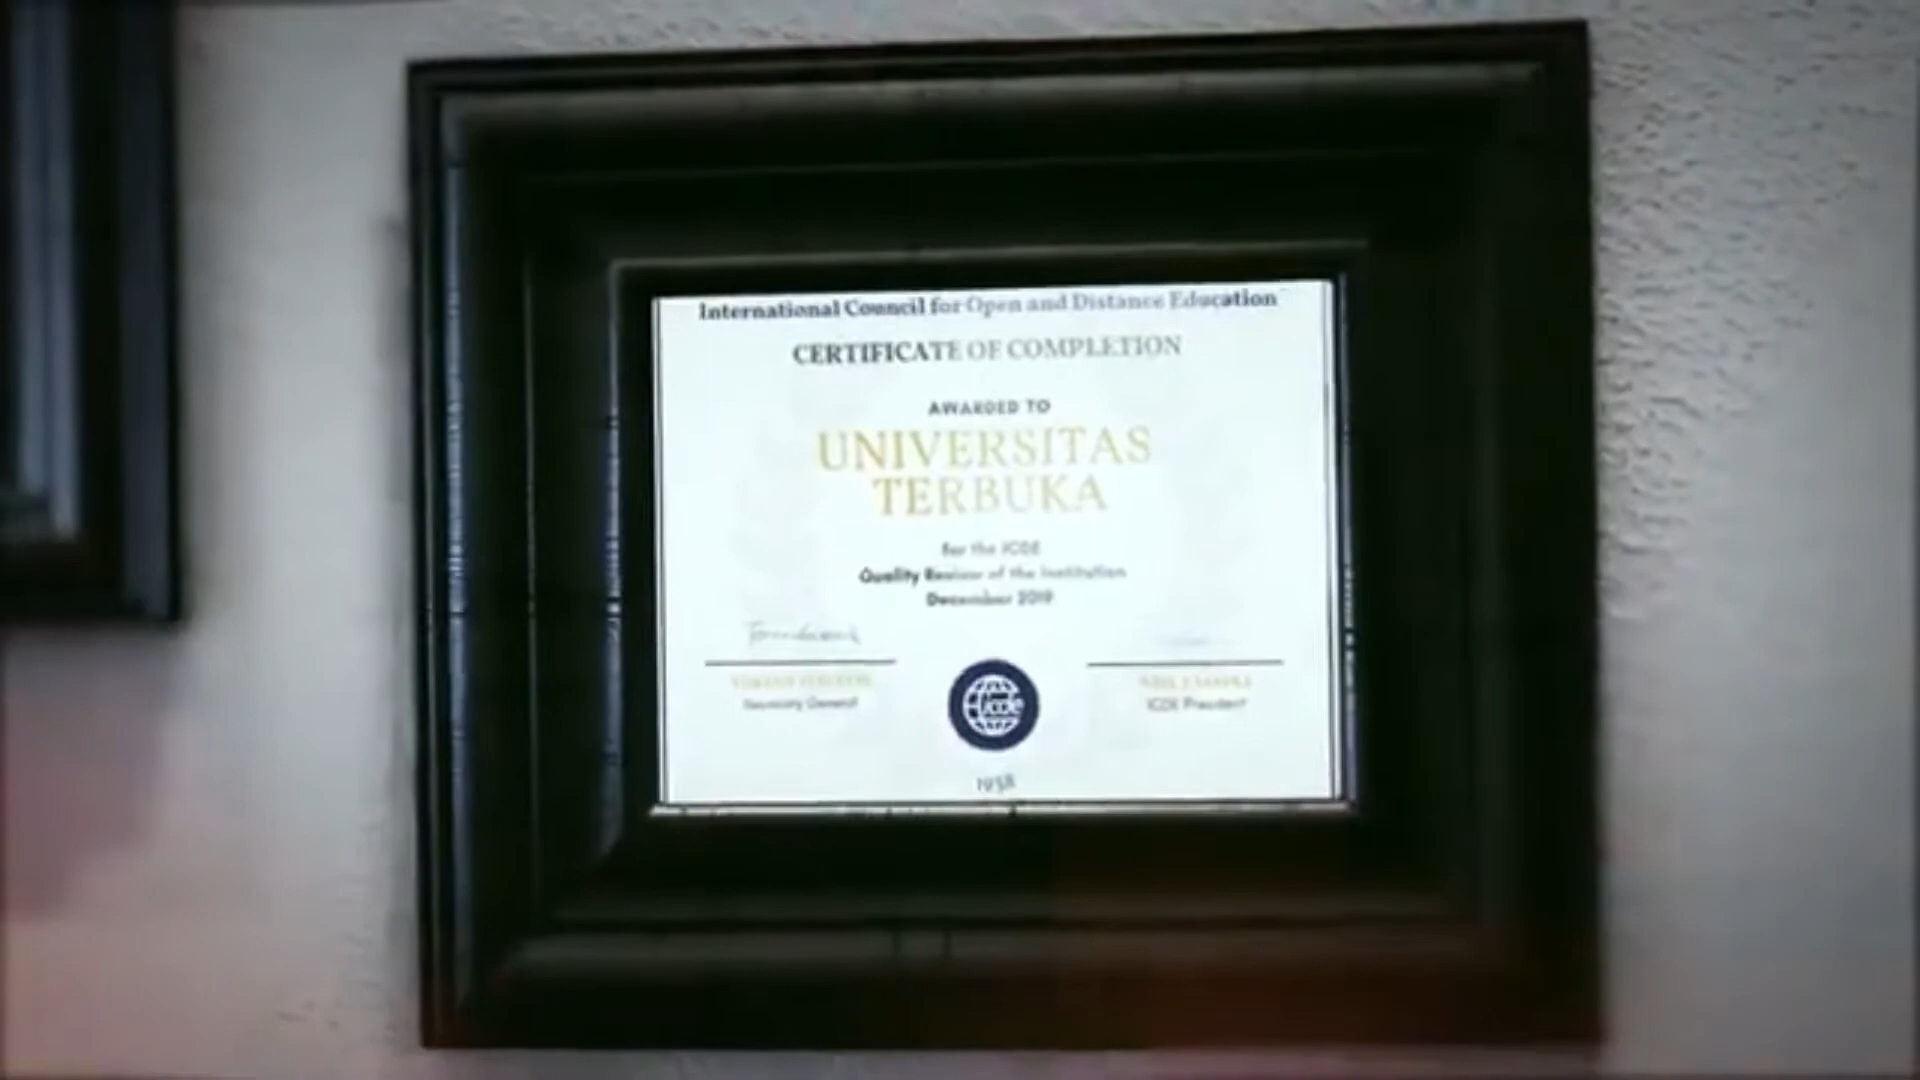 International Council for Open and Distance Education
CERTIFICATE OF COMPLETION
AWARDED TO
UNIVERSITAS
TERBUKA
for the ICDE
Quality Review of the Institution
December 2019
Secretary General
ICDE President
icde
1938